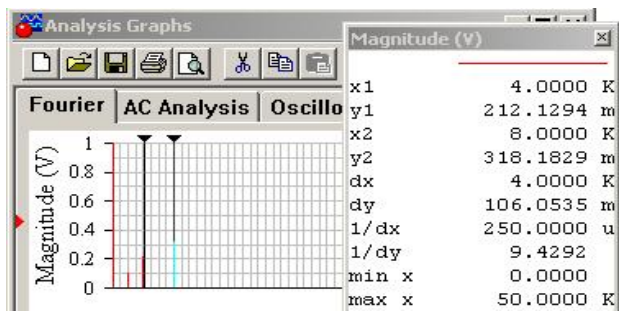 Analysis Graphs
Fourier AC Analysis Oscillo
Magnitude (V)
1
0.8
0.6
0.4
0.2
0
Magnitude (V)
x1 4.0000 K
y1 212.1294 m
x2 8.0000 K
y2 318.1829 m
dx 4.0000 K
dy 106.0535 m
1/dx 250.0000 u
1/dy 9.4292
min x 0.0000
max x 50.0000 K